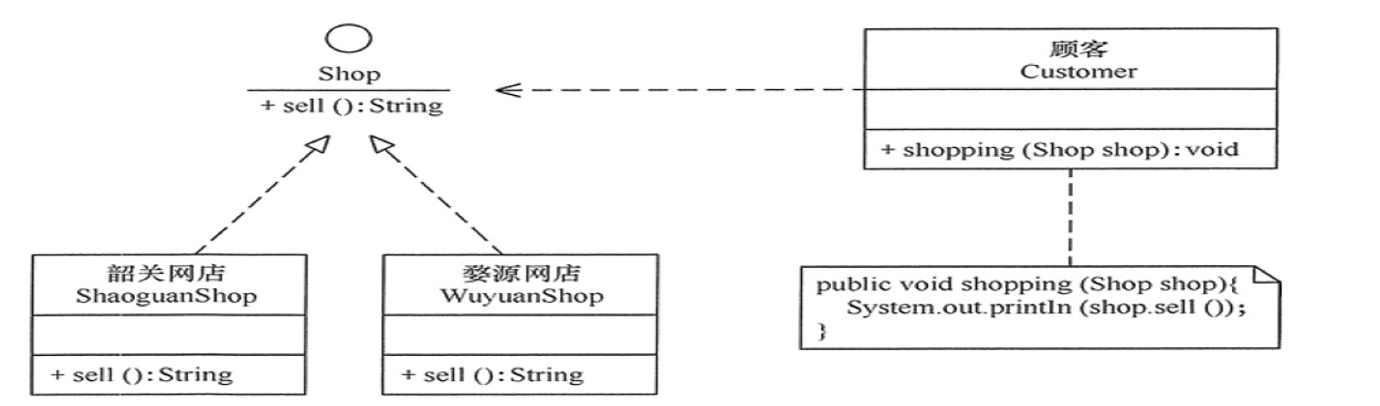 Shop
+ sell ():String
顾客
Customer
+ shopping (Shop shop):void
韶关网店
ShaoguanShop
+ sell ():String
婺源网店
WuyuanShop
+ sell ():String
public void shopping (Shop shop){
System.out.println (shop.sell ());
}